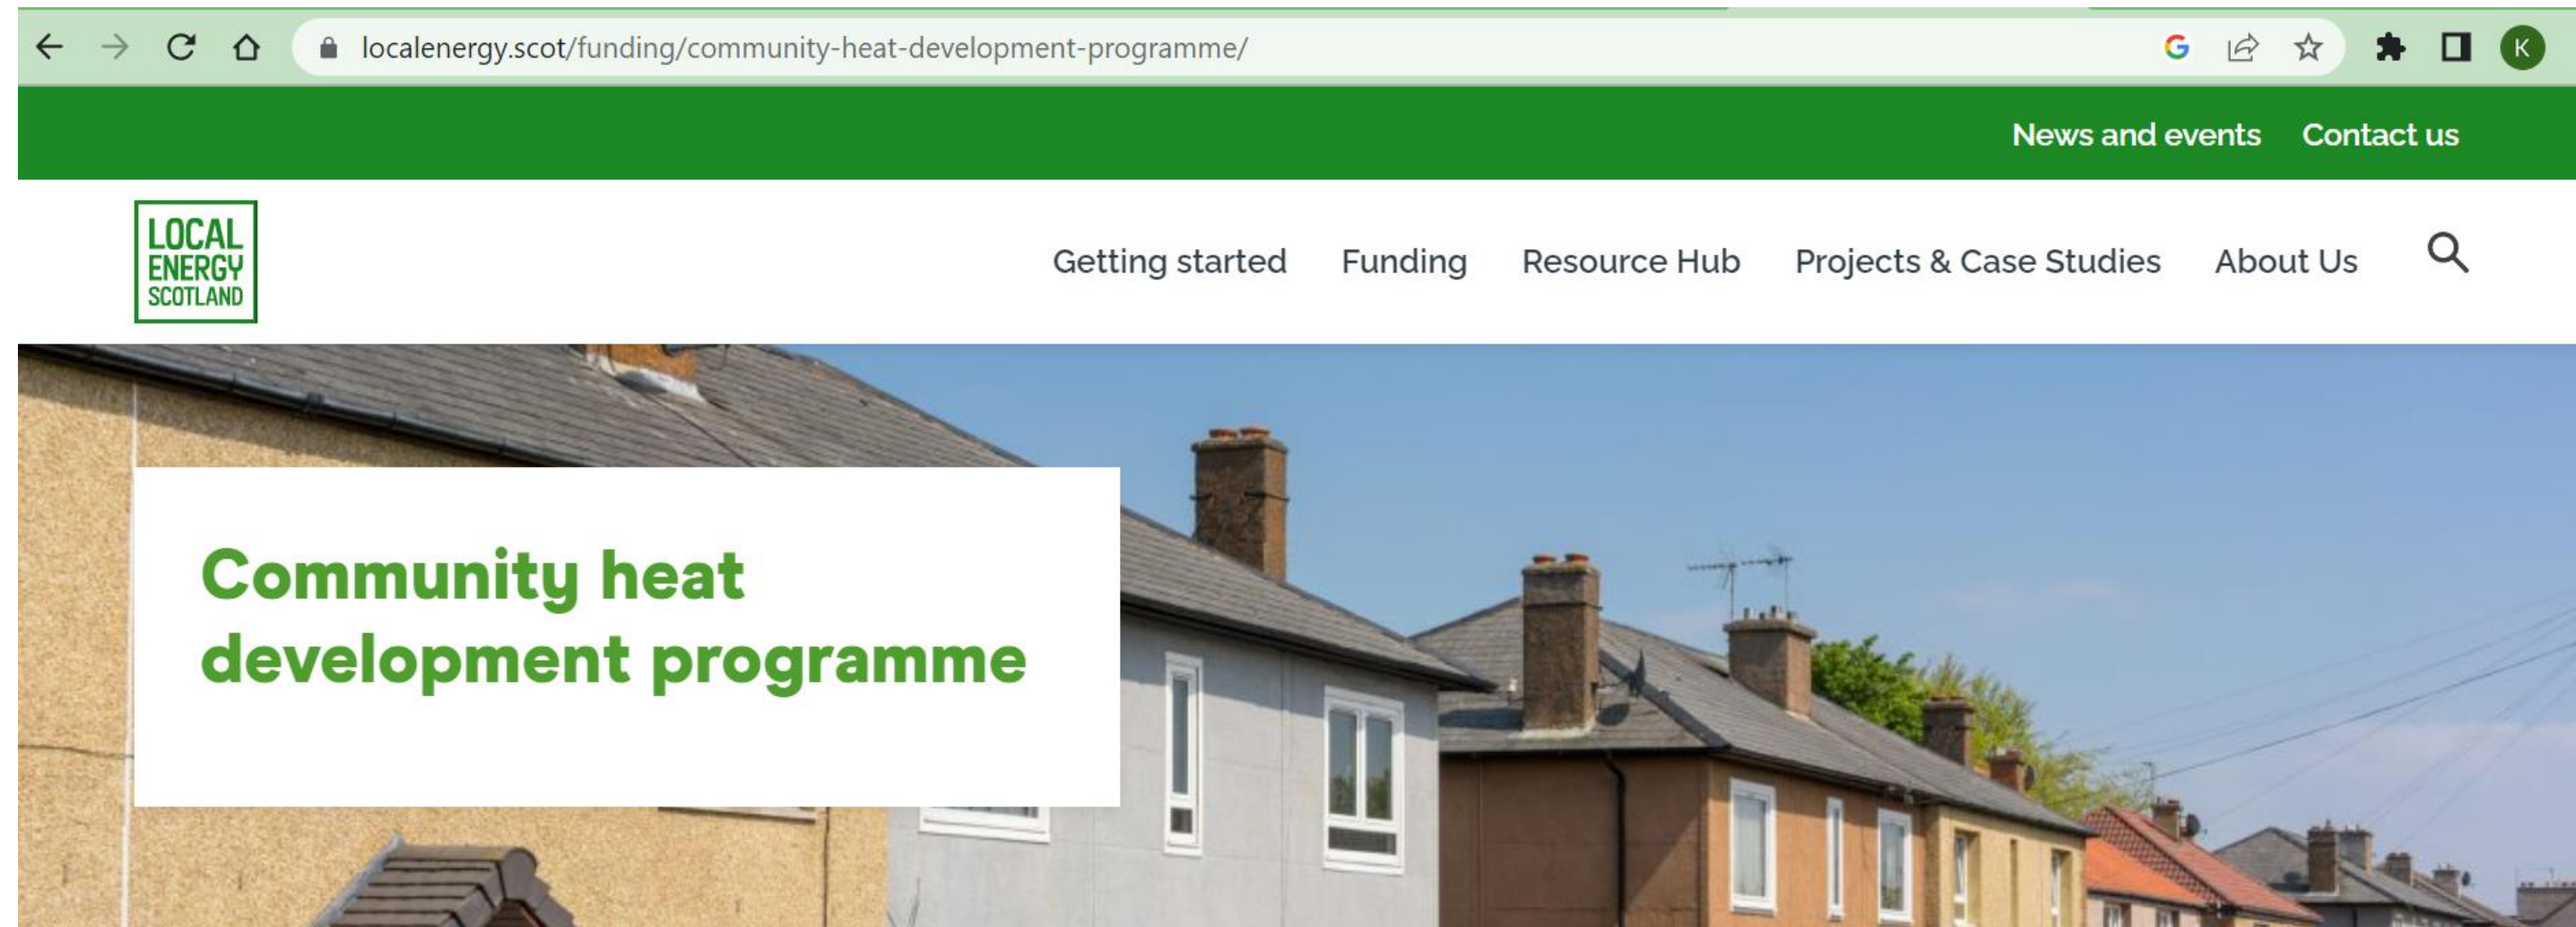 localenergy.scot/funding/community-heat-development-programme/
K
News and events Contact us
LOCAL
ENERGY
SCOTLAND
Getting started Funding Resource Hub Projects & Case Studies About Us
Community heat
development programme